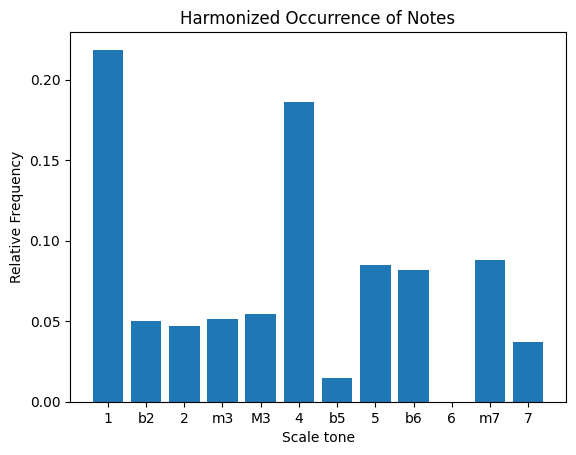 Harmonized Occurrence of Notes
Relative Frequency
0.20
0.15
0.10
0.05
0.00
1 b2 2 m3 M3 4 b5 5 b6 6 m7 7
Scale tone